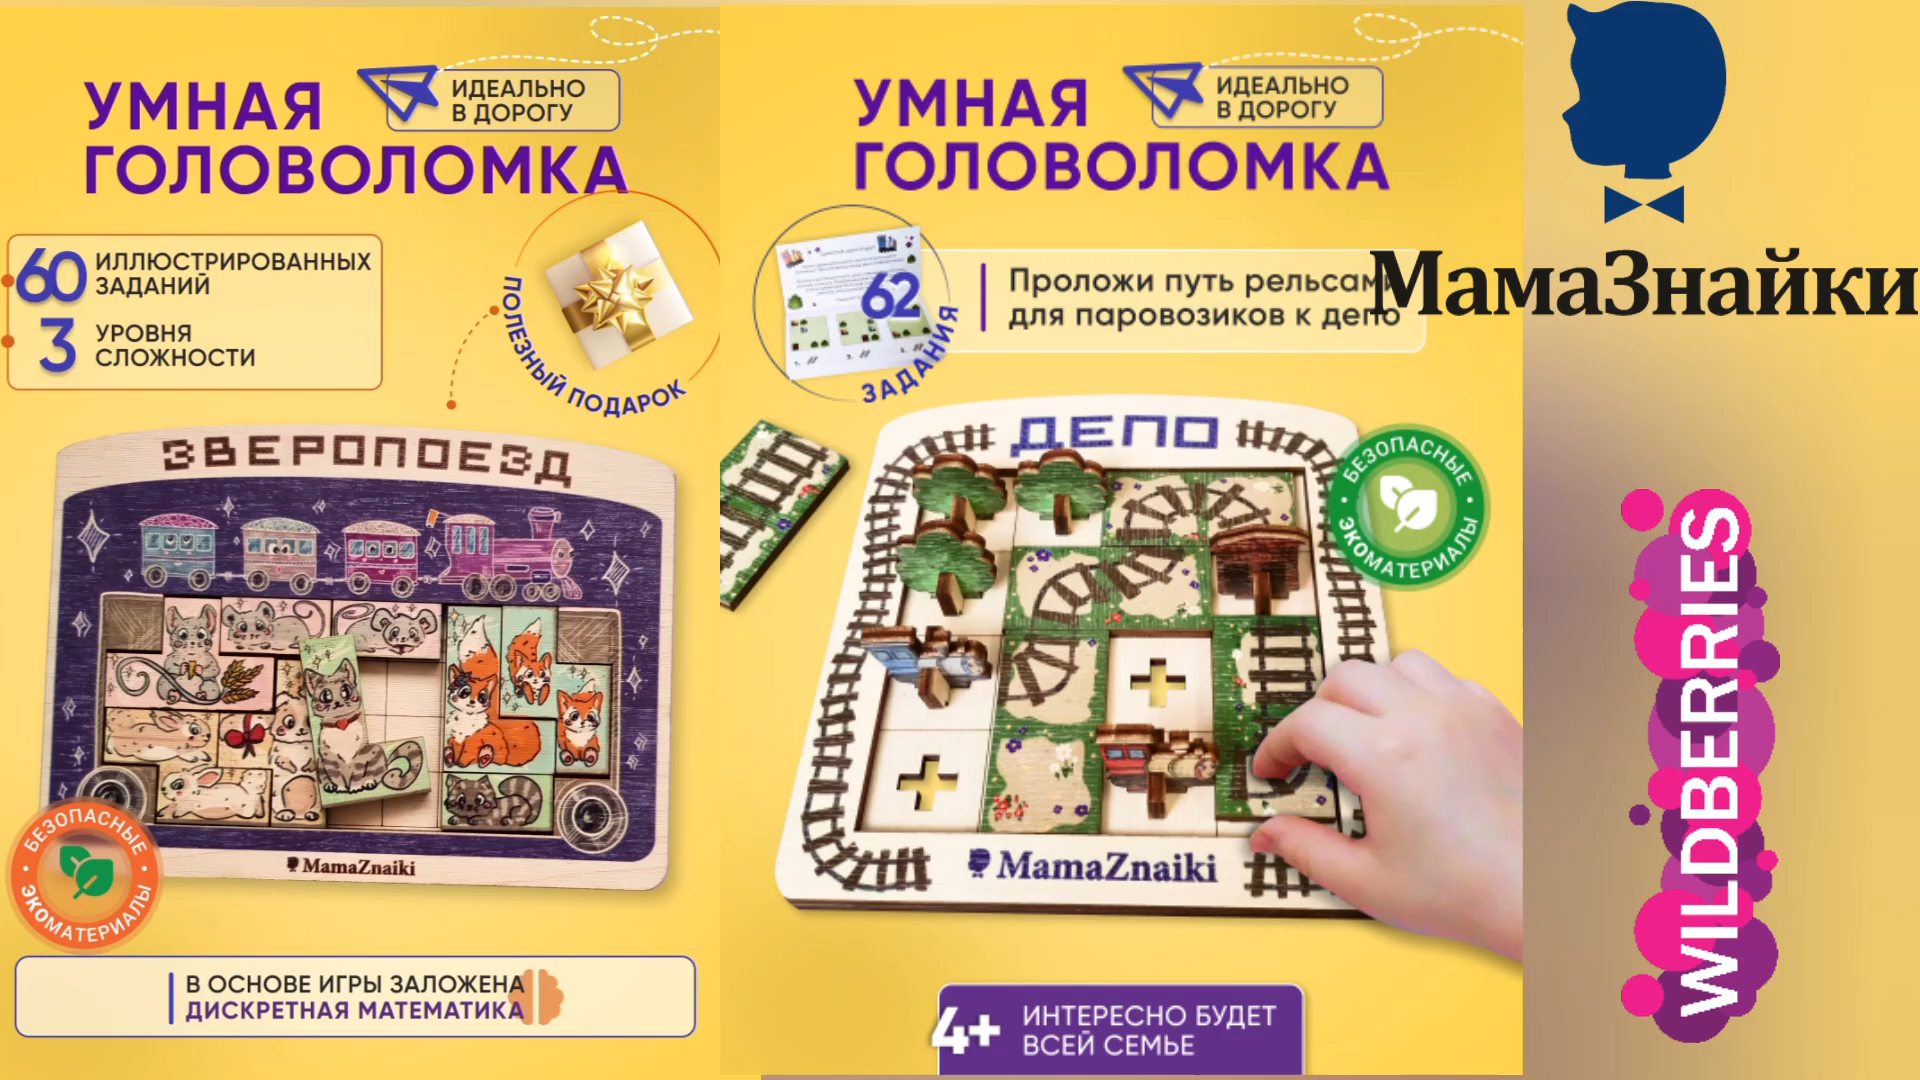 УМНАЯ
ГОЛОВОЛОМКА
ИДЕАЛЬНО
В ДОРОГУ
60 ИЛЛЮСТРИРОВАННЫХ
ЗАДАНИЙ
3 УРОВНЯ
СЛОЖНОСТИ
ПОЛЕЗНЫЙ ПОДАРОК
ЗВЕРОПОЕЗД
MamaZnaiki
БЕЗОПАСНЫЕ
ЭКОМАТЕРИАЛЫ
В ОСНОВЕ ИГРЫ ЗАЛОЖЕНА
ДИСКРЕТНАЯ МАТЕМАТИКА
УМНАЯ
ГОЛОВОЛОМКА
ИДЕАЛЬНО
В ДОРОГУ
62
ЗАДАНИЯ
Проложи путь рельсами
для паровозиков к депо
ДЕПО
БЕЗОПАСНЫЕ
ЭКОМАТЕРИАЛЫ
MamaZnaiki
4+ ИНТЕРЕСНО БУДЕТ
ВСЕЙ СЕМЬЕ
МамаЗнайки
WILDBERRIES